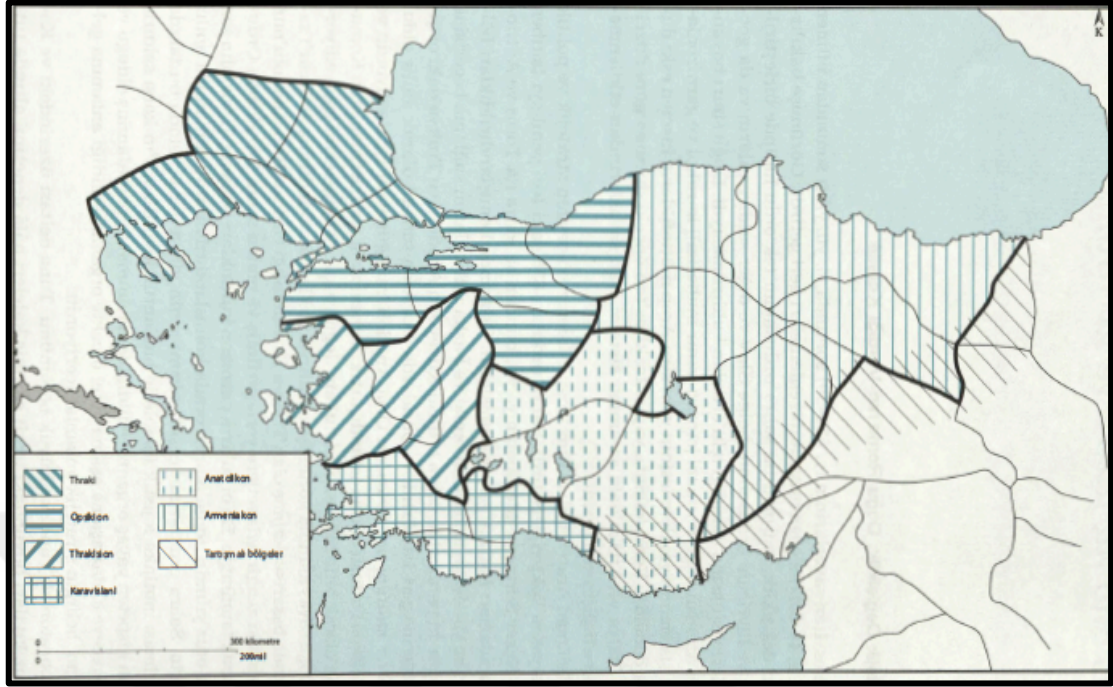 K
Thraki
Opsikion
Thrakision
Karavisiani
Anatolikon
Armeniakon
Tartışmalı bölgeler
0 300 kilometre
0 200mil